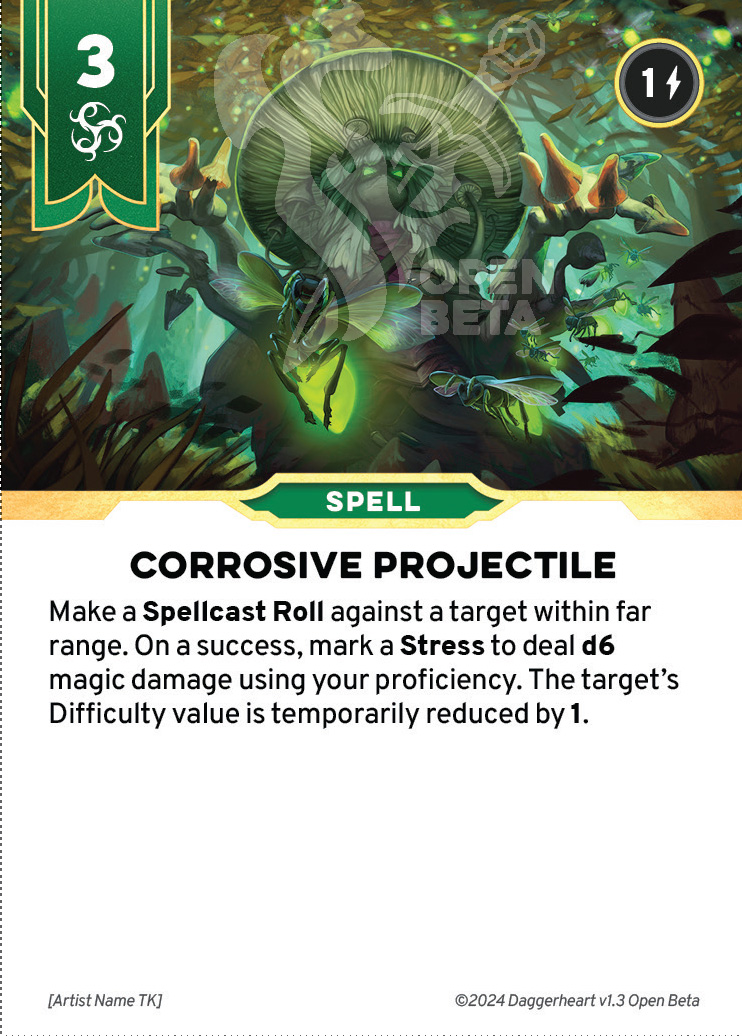 3
1
OPEN
BETA
SPELL
CORROSIVE PROJECTILE
Make a Spellcast Roll against a target within far
range. On a success, mark a Stress to deal d6
magic damage using your proficiency. The target's
Difficulty value is temporarily reduced by 1.
[Artist Name TK]
©2024 Daggerheart v1.3 Open Beta